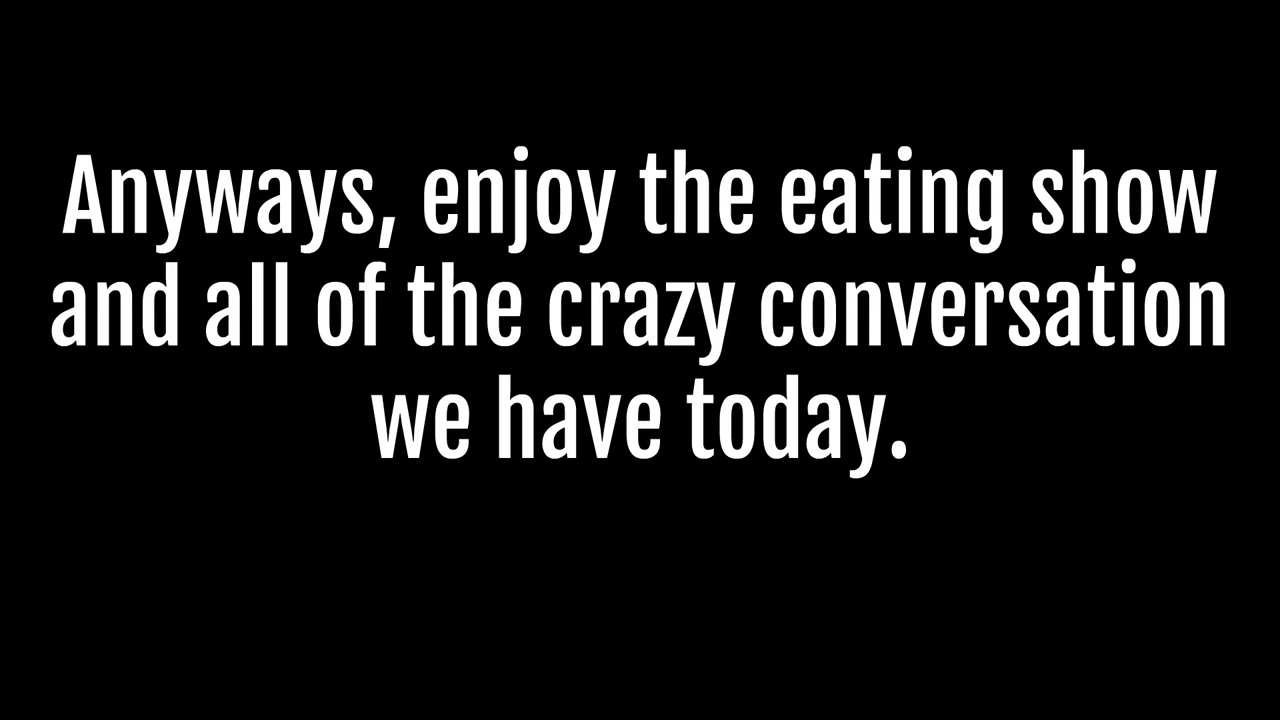 Anyways, enjoy the eating show
and all of the crazy conversation
we have today.